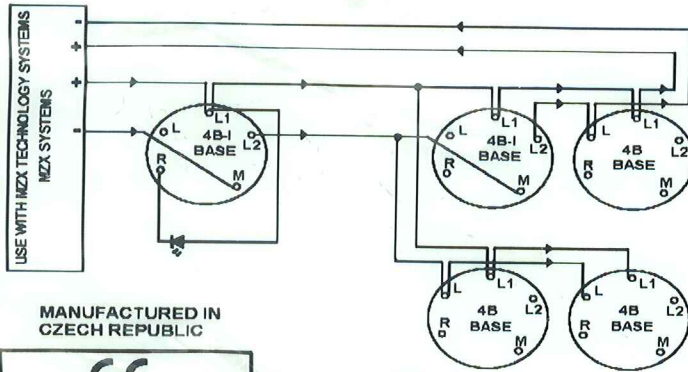 USE WITH MZX TECHNOLOGY SYSTEMS
MZX SYSTEMS
-
+
+
-
L
L1
4B-I
BASE
L2
R
M
L
L1
4B-I
BASE
L2
R
M
L
L1
4B
BASE
L2
R
M
L
L1
4B
BASE
L2
R
M
L
L1
4B
BASE
L2
R
M
MANUFACTURED IN
CZECH REPUBLIC
CE